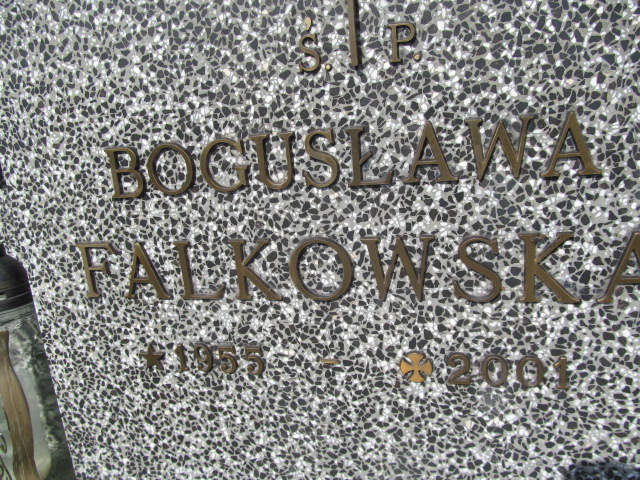 Ś. P.
BOGUSŁAWA
FALKOWSKA
★1955 – ✠2001